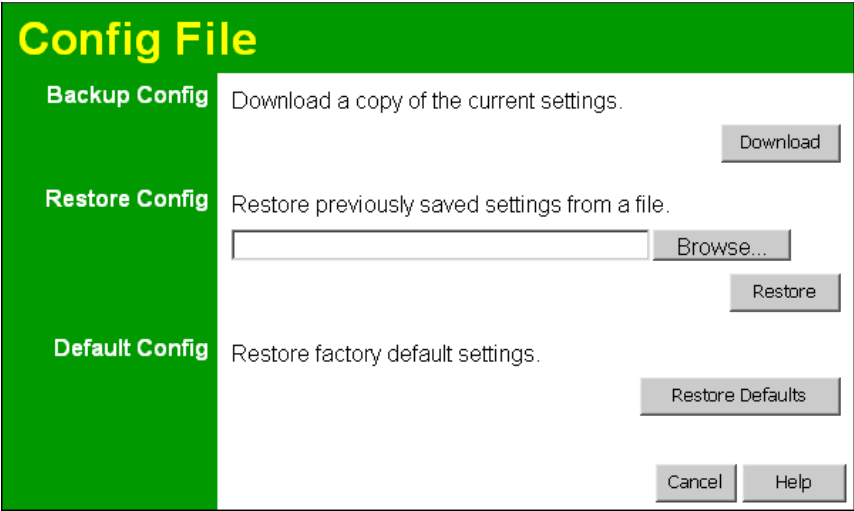 Config File
Backup Config
Download a copy of the current settings.
Download
Restore Config
Restore previously saved settings from a file.
Browse...
Restore
Default Config
Restore factory default settings.
Restore Defaults
Cancel Help